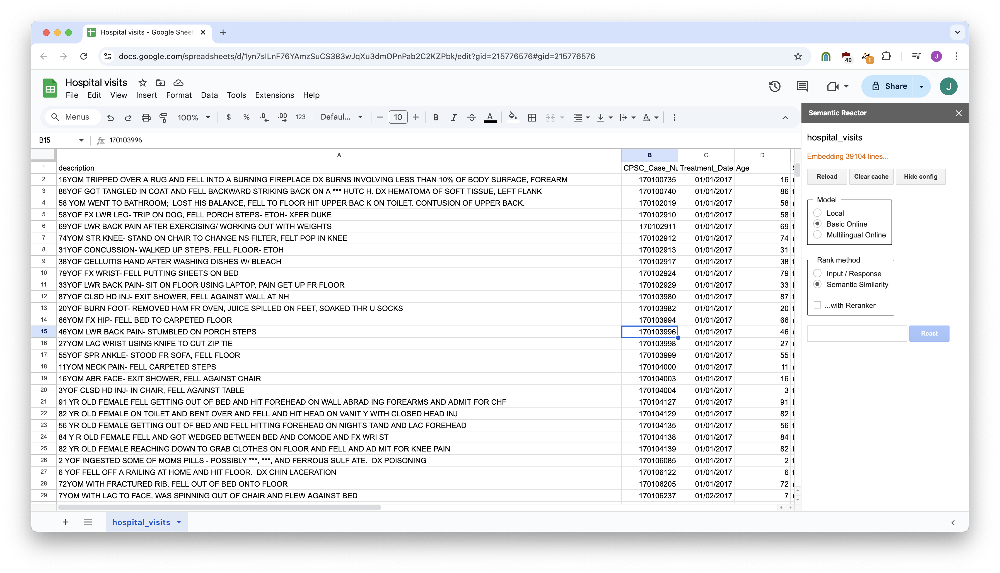 Hospital visits - Google Sheet
docs.google.com/spreadsheets/d/1yn7slLnF76YAmzSuCS383wJqXu3dmOPnPab2C2KZPbk/edit?gid=215776576#gid=215776576
40
1
J
Hospital visits
File Edit View Insert Format Data Tools Extensions Help
Share
J
Menus
100%
$ % .0 .00 123
Defaul...
10
B I A
B15
170103996
A B C D
1 description CPSC_Case_Nu Treatment_Date Age
2 16YOM TRIPPED OVER A RUG AND FELL INTO A BURNING FIREPLACE DX BURNS INVOLVING LESS THAN 10% OF BODY SURFACE, FOREARM 170100735 01/01/2017 16
3 86YOF GOT TANGLED IN COAT AND FELL BACKWARD STRIKING BACK ON A *** HUTC H. DX HEMATOMA OF SOFT TISSUE, LEFT FLANK 170100740 01/01/2017 86
4 58 YOM WENT TO BATHROOM;  LOST HIS BALANCE, FELL TO FLOOR HIT UPPER BAC K ON TOILET. CONTUSION OF UPPER BACK. 170102019 01/01/2017 58
5 58YOF FX LWR LEG- TRIP ON DOG, FELL PORCH STEPS- ETOH- XFER DUKE 170102910 01/01/2017 58
6 69YOF LWR BACK PAIN AFTER EXERCISING/ WORKING OUT WITH WEIGHTS 170102911 01/01/2017 69
7 74YOM STR KNEE- STAND ON CHAIR TO CHANGE NS FILTER, FELT POP IN KNEE 170102912 01/01/2017 74
8 31YOF CONCUSSION- WALKED UP STEPS, FELL FLOOR- ETOH 170102913 01/01/2017 31
9 38YOF CELLUITIS HAND AFTER WASHING DISHES W/ BLEACH 170102917 01/01/2017 38
10 79YOF FX WRIST- FELL PUTTING SHEETS ON BED 170102924 01/01/2017 79
11 33YOF LWR BACK PAIN- SIT ON FLOOR USING LAPTOP, PAIN GET UP FR FLOOR 170102929 01/01/2017 33
12 87YOF CLSD HD INJ- EXIT SHOWER, FELL AGAINST WALL AT NH 170103980 01/01/2017 87
13 20YOF BURN FOOT- REMOVED HAM FR OVEN, JUICE SPILLED ON FEET, SOAKED THR U SOCKS 170103982 01/01/2017 20
14 66YOM FX HIP- FELL BED TO CARPETED FLOOR 170103994 01/01/2017 66
15 46YOM LWR BACK PAIN- STUMBLED ON PORCH STEPS 170103996 01/01/2017 46
16 27YOM LAC WRIST USING KNIFE TO CUT ZIP TIE 170103998 01/01/2017 27
17 55YOF SPR ANKLE- STOOD FR SOFA, FELL FLOOR 170103999 01/01/2017 55
18 11YOM NECK PAIN- FELL CARPETED STEPS 170104000 01/01/2017 11
19 16YOM ABR FACE- EXIT SHOWER, FELL AGAINST CHAIR 170104003 01/01/2017 16
20 3YOF CLSD HD INJ- IN CHAIR, FELL AGAINST TABLE 170104004 01/01/2017 3
21 91 YR OLD FEMALE FELL GETTING OUT OF BED AND HIT FOREHEAD ON WALL ABRAD ING FOREARMS AND ADMIT FOR CHF 170104127 01/01/2017 91
22 82 YR OLD FEMALE ON TOILET AND BENT OVER AND FELL AND HIT HEAD ON VANIT Y WITH CLOSED HEAD INJ 170104129 01/01/2017 82
23 56 YR OLD FEMALE GETTING OUT OF BED AND FELL HITTING FOREHEAD ON NIGHTS TAND AND LAC FOREHEAD 170104135 01/01/2017 56
24 84 Y R OLD FEMALE FELL AND GOT WEDGED BETWEEN BED AND COMODE AND FX WRI ST 170104138 01/01/2017 84
25 82 YR OLD FEMALE REACHING DOWN TO GRAB CLOTHES ON FLOOR AND FELL AND AD MIT FOR KNEE PAIN 170104139 01/01/2017 82
26 2 YOF INGESTED SOME OF MOMS PILLS - POSSIBLY ***, ***, AND FERROUS SULF ATE.  DX POISONING 170106085 01/01/2017 2
27 6 YOF FELL OFF A RAILING AT HOME AND HIT FLOOR.  DX CHIN LACERATION 170106122 01/01/2017 6
28 72YOM WITH FRACTURED RIB, FELL OUT OF BED ONTO FLOOR 170106205 01/01/2017 72
29 7YOM WITH LAC TO FACE, WAS SPINNING OUT OF CHAIR AND FLEW AGAINST BED 170106237 01/02/2017 7
hospital_visits
Semantic Reactor
hospital_visits
Embedding 39104 lines...
Reload Clear cache Hide config
Model
Local
Basic Online
Multilingual Online
Rank method
Input / Response
Semantic Similarity
...with Reranker
React